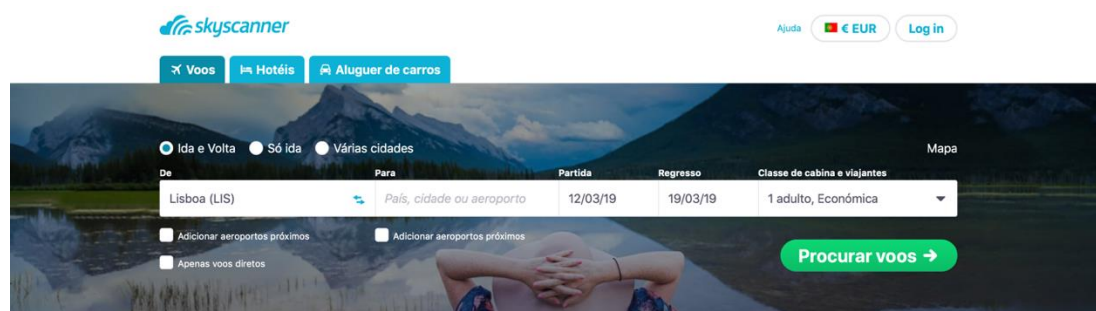 skyscanner
Ajuda € EUR Log in
Voos Hotéis Aluguer de carros
Ida e Volta Só ida Várias cidades Mapa
De Para Partida Regresso Classe de cabina e viajantes
Lisboa (LIS) País, cidade ou aeroporto 12/03/19 19/03/19 1 adulto, Económica
Adicionar aeroportos próximos Adicionar aeroportos próximos
Apenas voos diretos
Procurar voos →